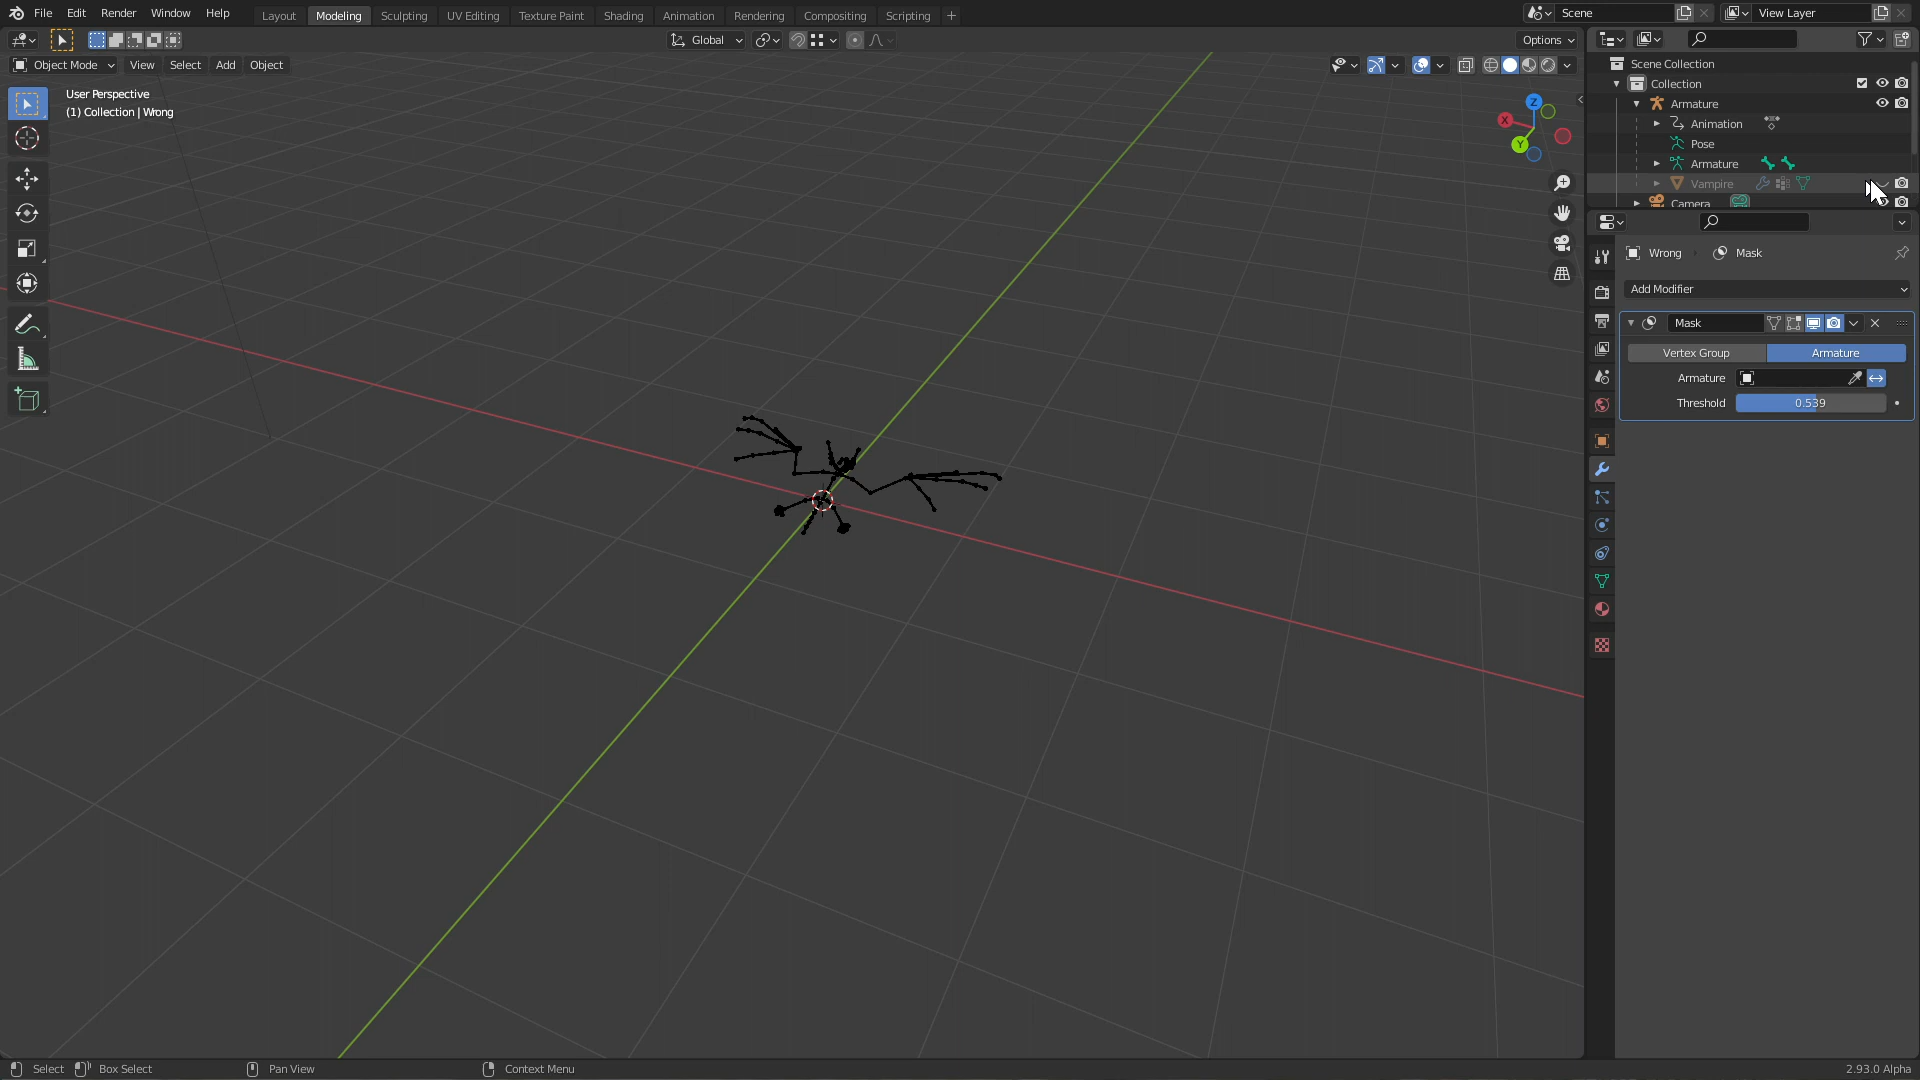 File Edit Render Window Help Layout Modeling Sculpting UV Editing Texture Paint Shading Animation Rendering Compositing Scripting + Scene View Layer
Global Options
Object Mode View Select Add Object
User Perspective
(1) Collection | Wrong
Z
X
Y
Scene Collection
Collection
Armature
Animation
Pose
Armature
Vampire
Camera
Wrong Mask
Add Modifier
Mask
Vertex Group Armature
Armature
Threshold 0.539
Select Box Select Pan View Context Menu 2.93.0 Alpha